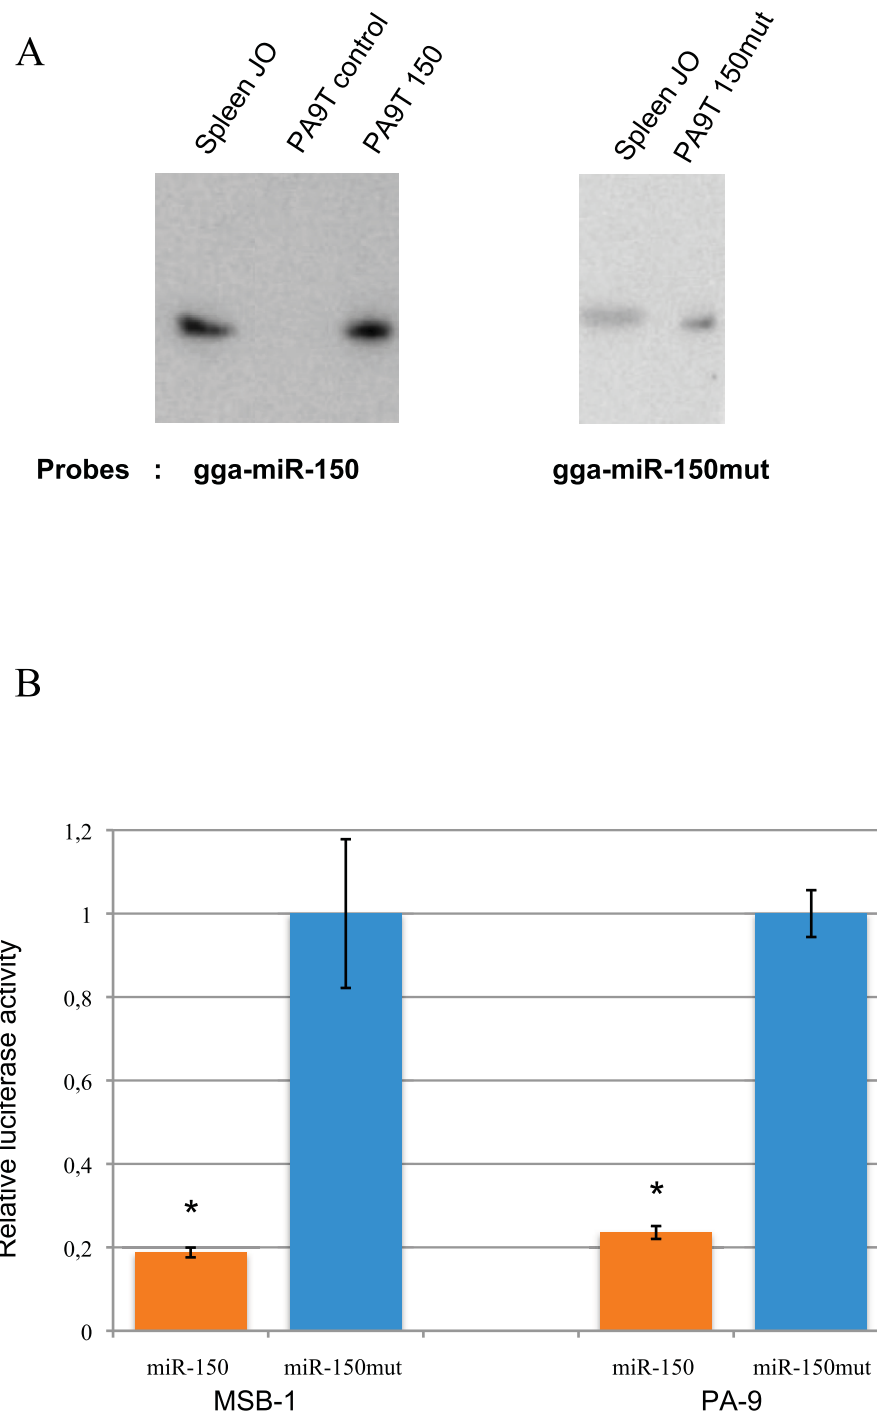 A
Spleen JO
PA9T control
PA9T 150
Spleen JO
PA9T 150mut
Probes : gga-miR-150
gga-miR-150mut
B
Relative luciferase activity
1,2
1
0,8
0,6
0,4
0,2
0
*
*
miR-150
miR-150mut
miR-150
miR-150mut
MSB-1
PA-9